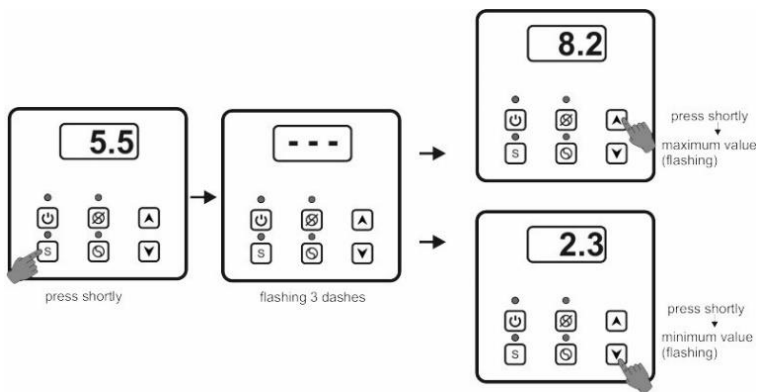 5.5
S
press shortly
- - -
S
flashing 3 dashes
8.2
S
press shortly
maximum value
(flashing)
2.3
S
press shortly
minimum value
(flashing)